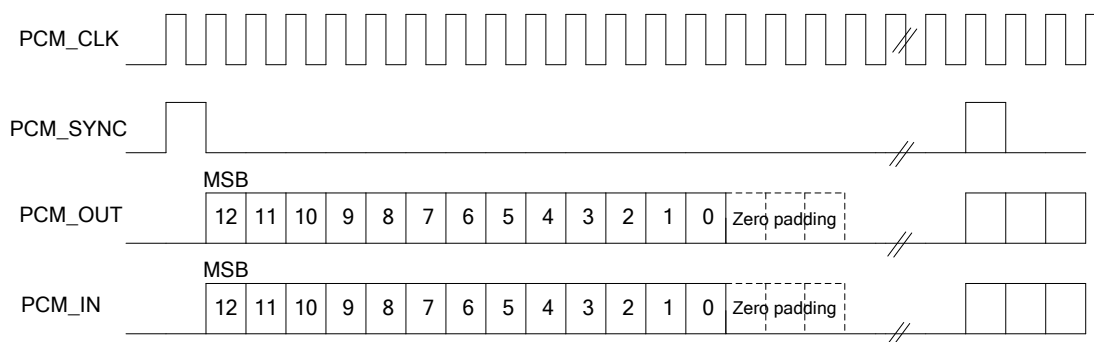 PCM_CLK
PCM_SYNC
MSB
PCM_OUT
12 11 10 9 8 7 6 5 4 3 2 1 0 Zero padding
MSB
PCM_IN
12 11 10 9 8 7 6 5 4 3 2 1 0 Zero padding